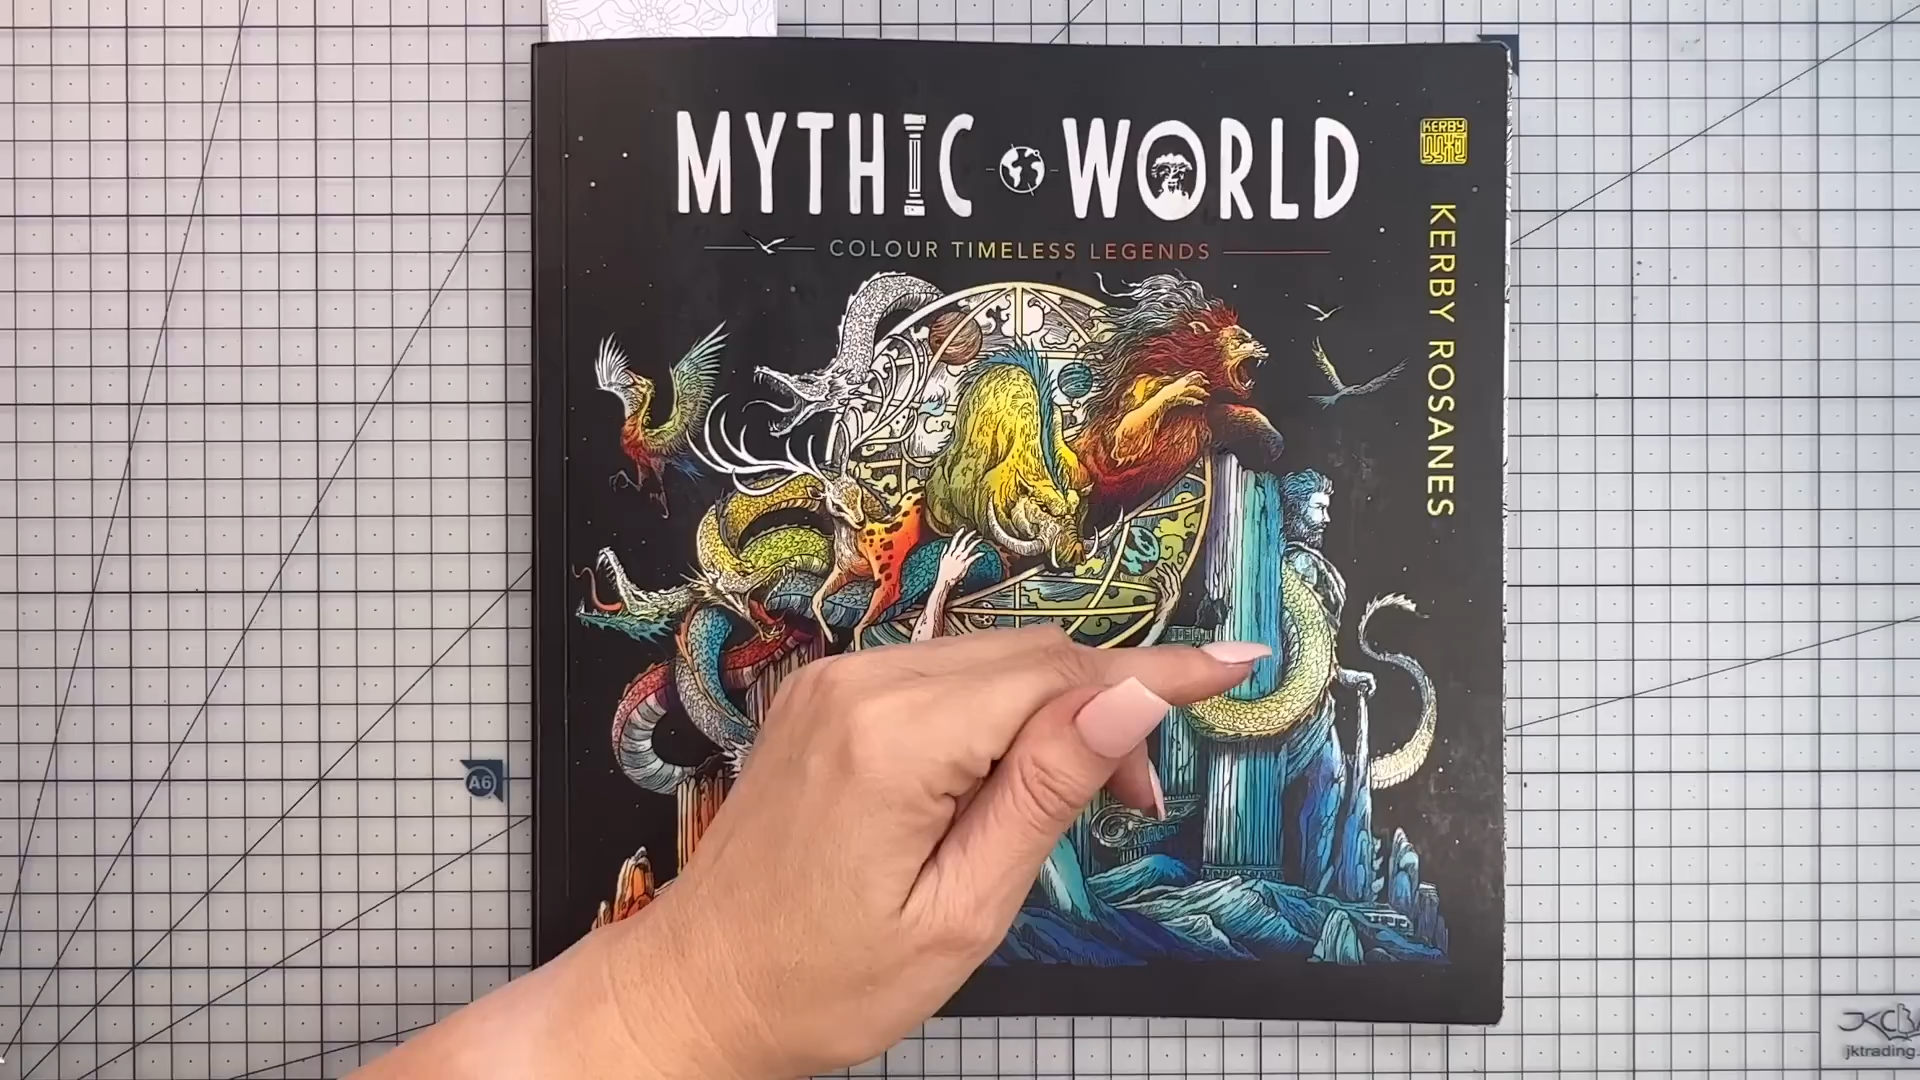 MYTHIC WORLD
COLOUR TIMELESS LEGENDS
KERBY
KERBY ROSANES
A6
jktrading.